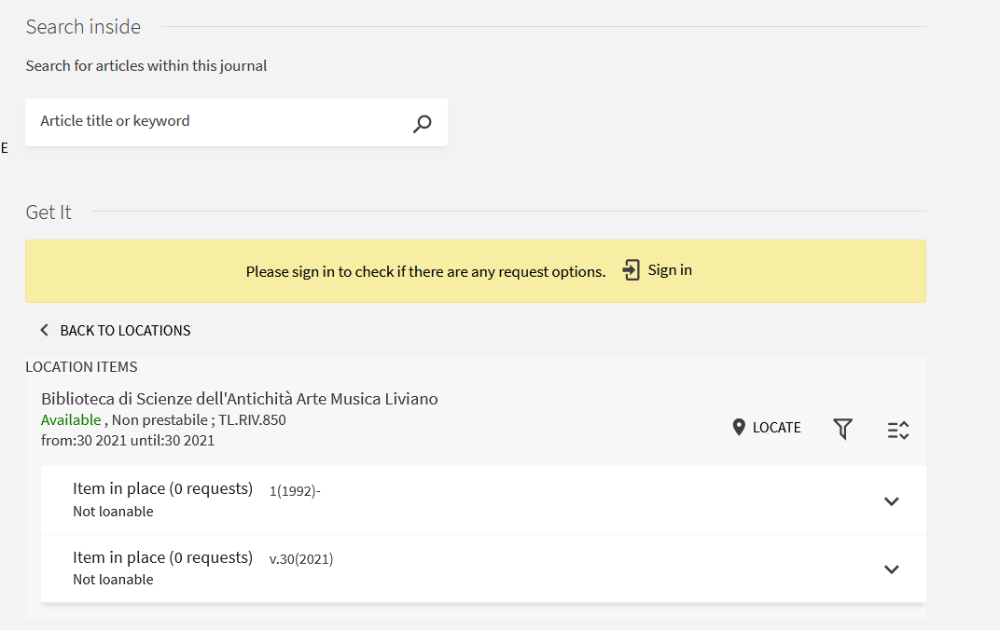 Search inside
Search for articles within this journal
Article title or keyword
E
Get It
Please sign in to check if there are any request options. Sign in
BACK TO LOCATIONS
LOCATION ITEMS
Biblioteca di Scienze dell'Antichità Arte Musica Liviano
Available , Non prestabile ; TL.RIV.850
from:30 2021 until:30 2021
LOCATE
Item in place (0 requests) 1(1992)-
Not loanable
Item in place (0 requests) v.30(2021)
Not loanable